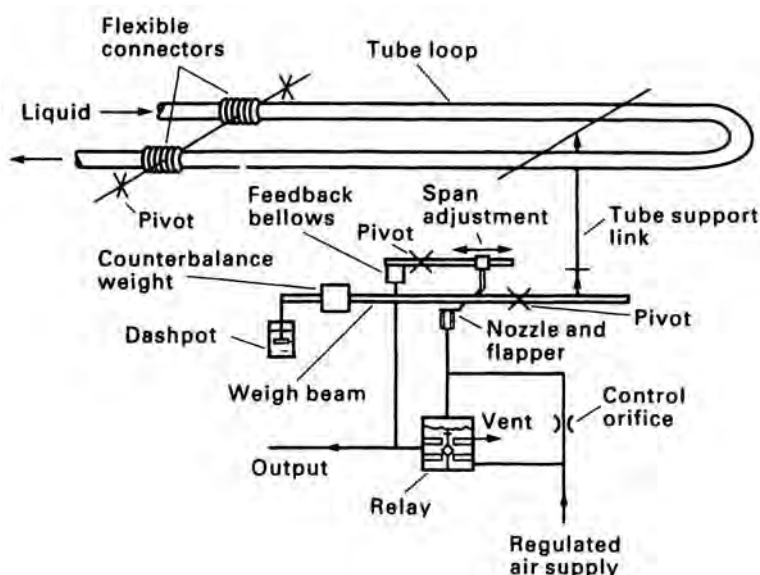 Flexible
connectors
Tube loop
Liquid
Pivot
Feedback
bellows
Span
adjustment
Tube support
link
Pivot
Counterbalance
weight
Dashpot
Nozzle and
flapper
Pivot
Weigh beam
Vent
Control
orifice
Output
Relay
Regulated
air supply